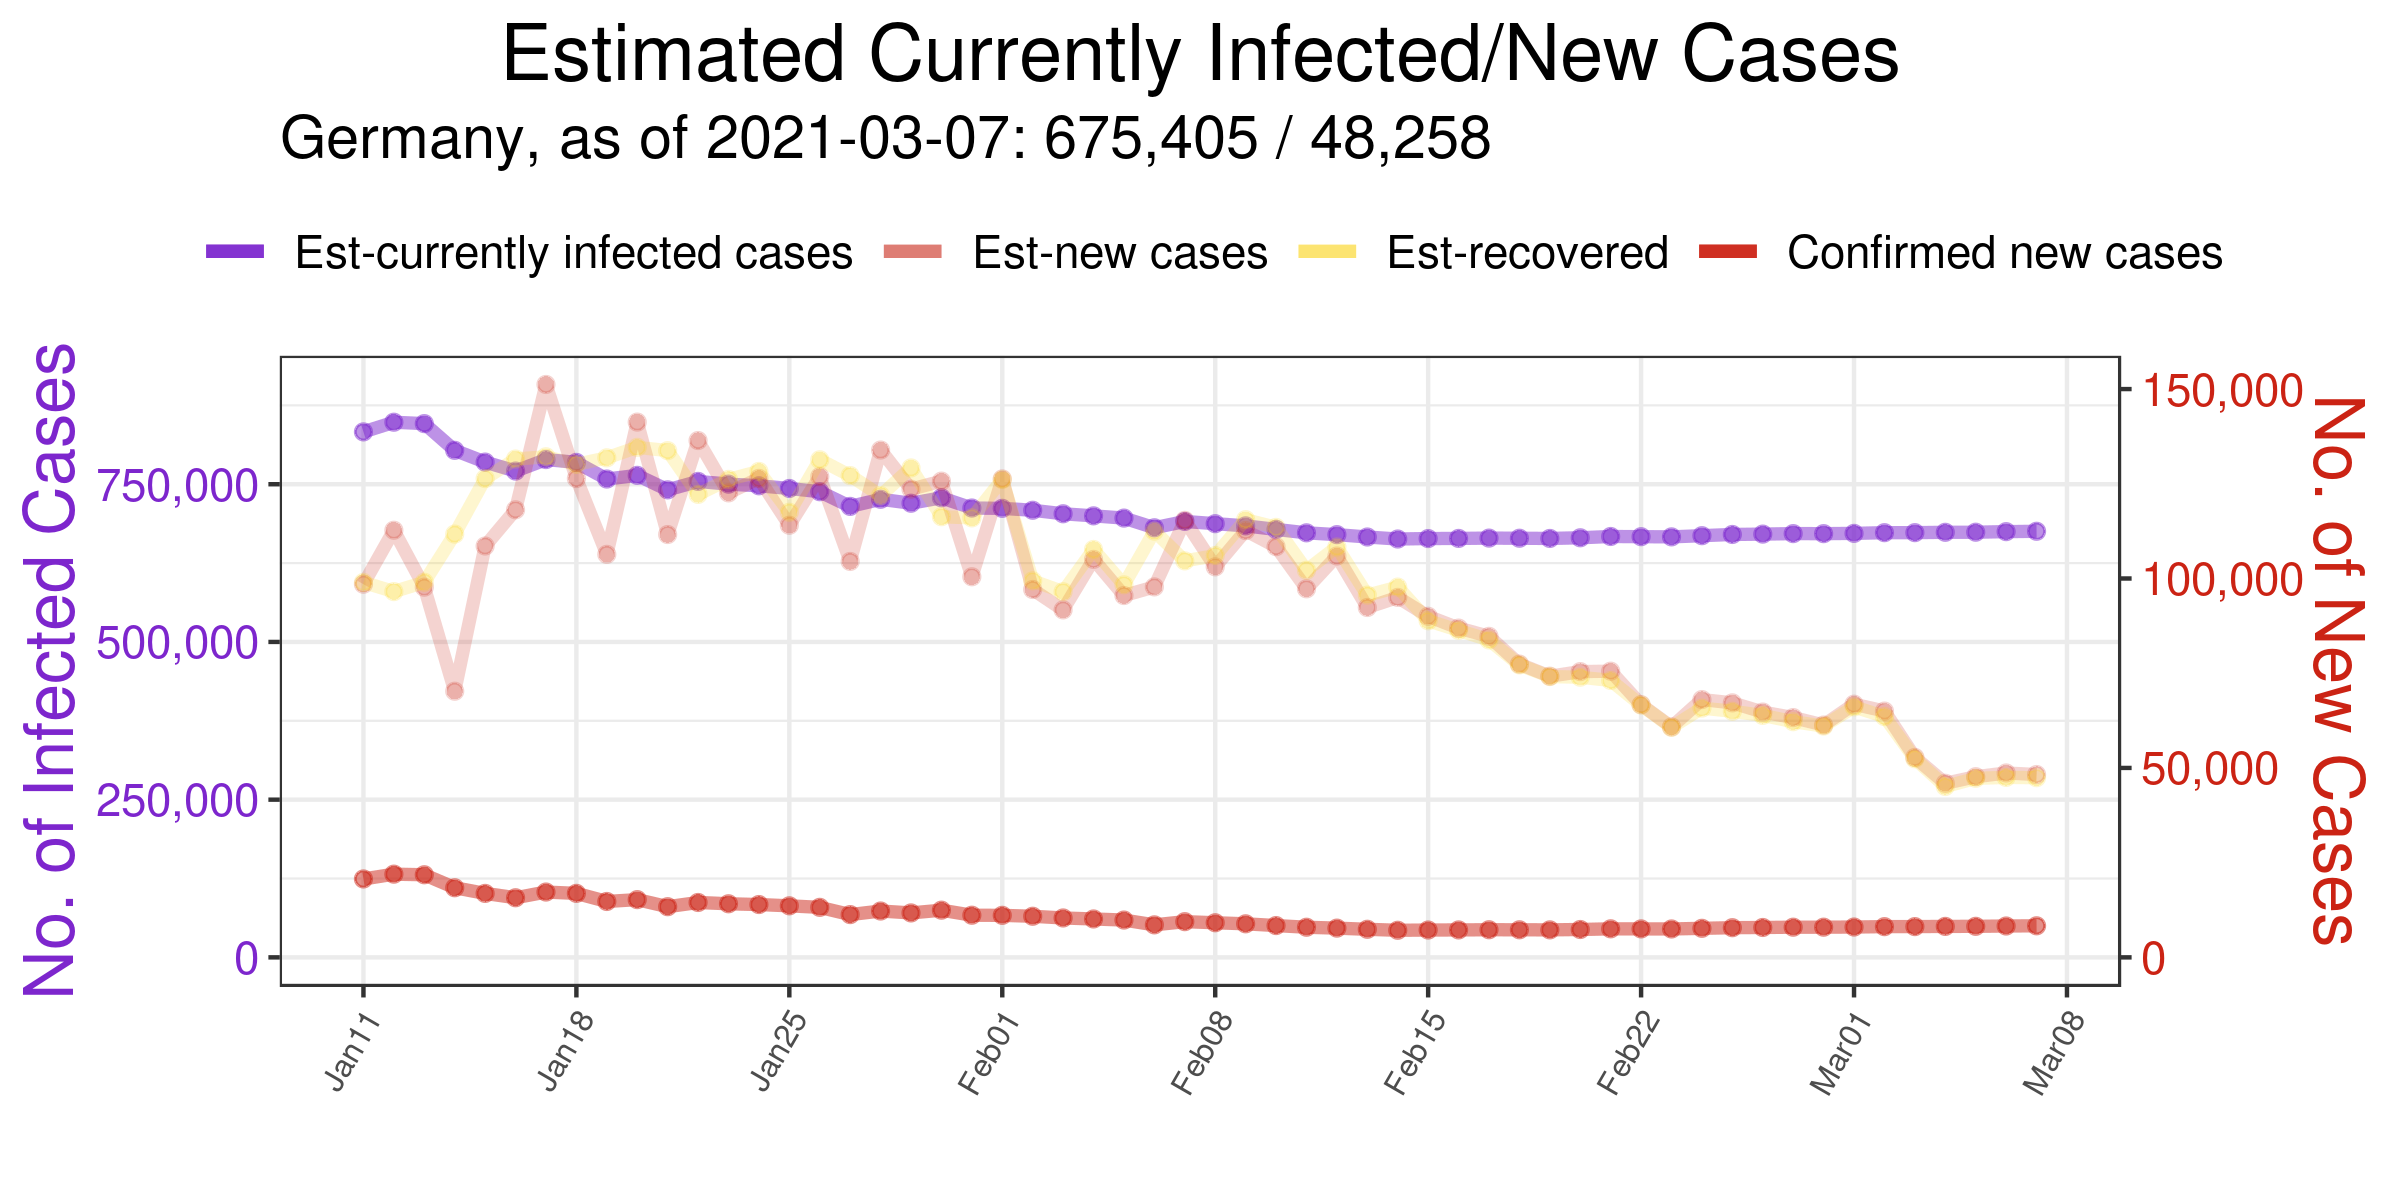 Estimated Currently Infected/New Cases
Germany, as of 2021-03-07: 675,405 / 48,258
Est-currently infected cases Est-new cases Est-recovered Confirmed new cases
No. of Infected Cases
750,000
500,000
250,000
0
150,000
100,000
50,000
0
No. of New Cases
Jan11 Jan18 Jan25 Feb01 Feb08 Feb15 Feb22 Mar01 Mar08